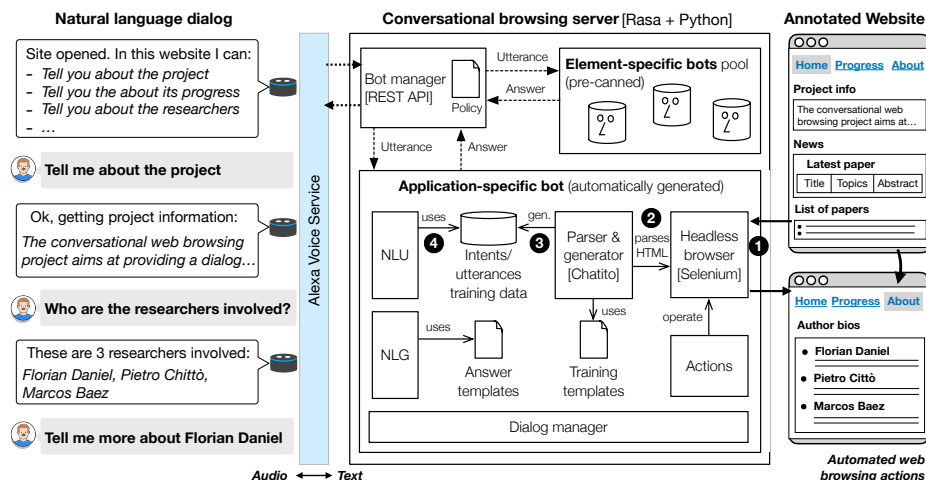 Natural language dialog
Site opened. In this website I can:
- Tell you about the project
- Tell you the about its progress
- Tell you about the researchers
- ...
Tell me about the project
Ok, getting project information:
The conversational web browsing
project aims at providing a dialog…
Who are the researchers involved?
These are 3 researchers involved:
Florian Daniel, Pietro Chittò,
Marcos Baez
Tell me more about Florian Daniel
Alexa Voice Service
Audio
Text
Conversational browsing server [Rasa + Python]
Bot manager
[REST API]
Policy
Utterance
Answer
Element-specific bots pool
(pre-canned)
Utterance
Answer
Application-specific bot (automatically generated)
NLU
uses
4
Intents/
utterances
training data
gen.
3
Parser &
generator
[Chatito]
2
parses
HTML
Headless
browser
[Selenium]
1
NLG
uses
Answer
templates
uses
Training
templates
operate
Actions
Dialog manager
Annotated Website
Home Progress About
Project info
The conversational web
browsing project aims at…
News
Latest paper
Title Topics Abstract
List of papers
Home Progress About
Author bios
Florian Daniel
Pietro Cittò
Marcos Baez
Automated web
browsing actions